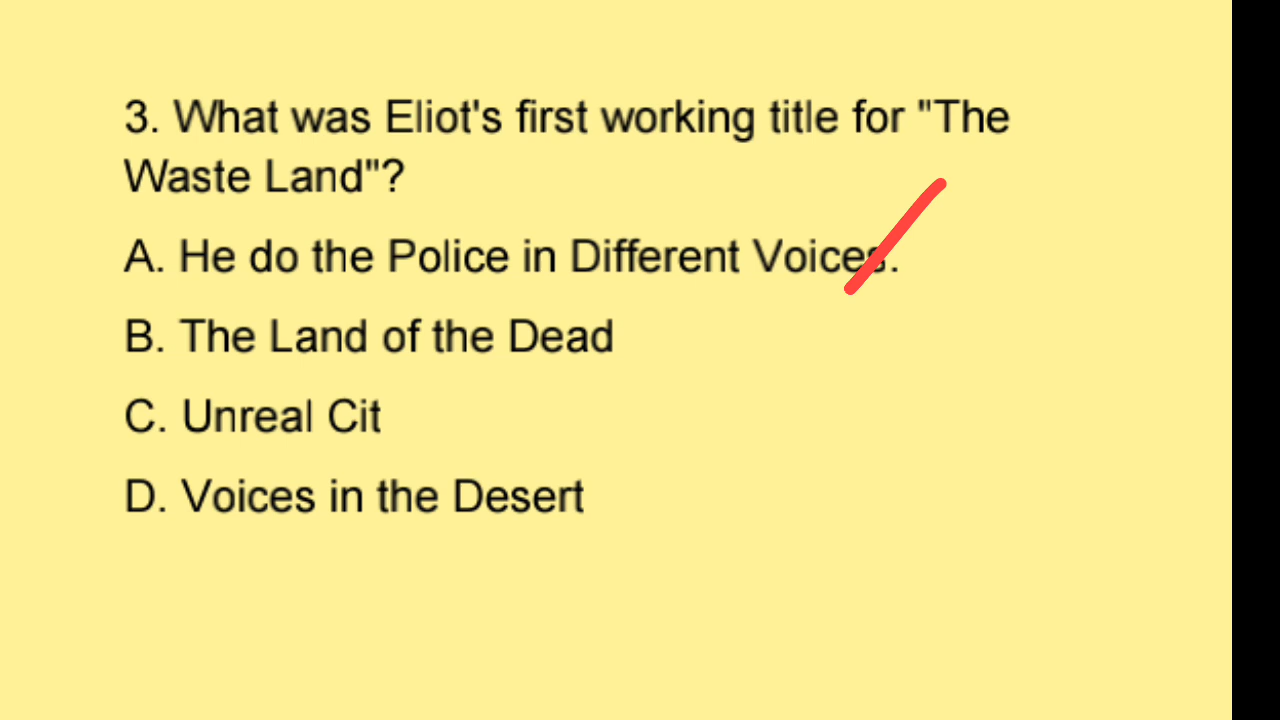 3. What was Eliot's first working title for "The
Waste Land"?
A. He do the Police in Different Voices.
B. The Land of the Dead
C. Unreal Cit
D. Voices in the Desert